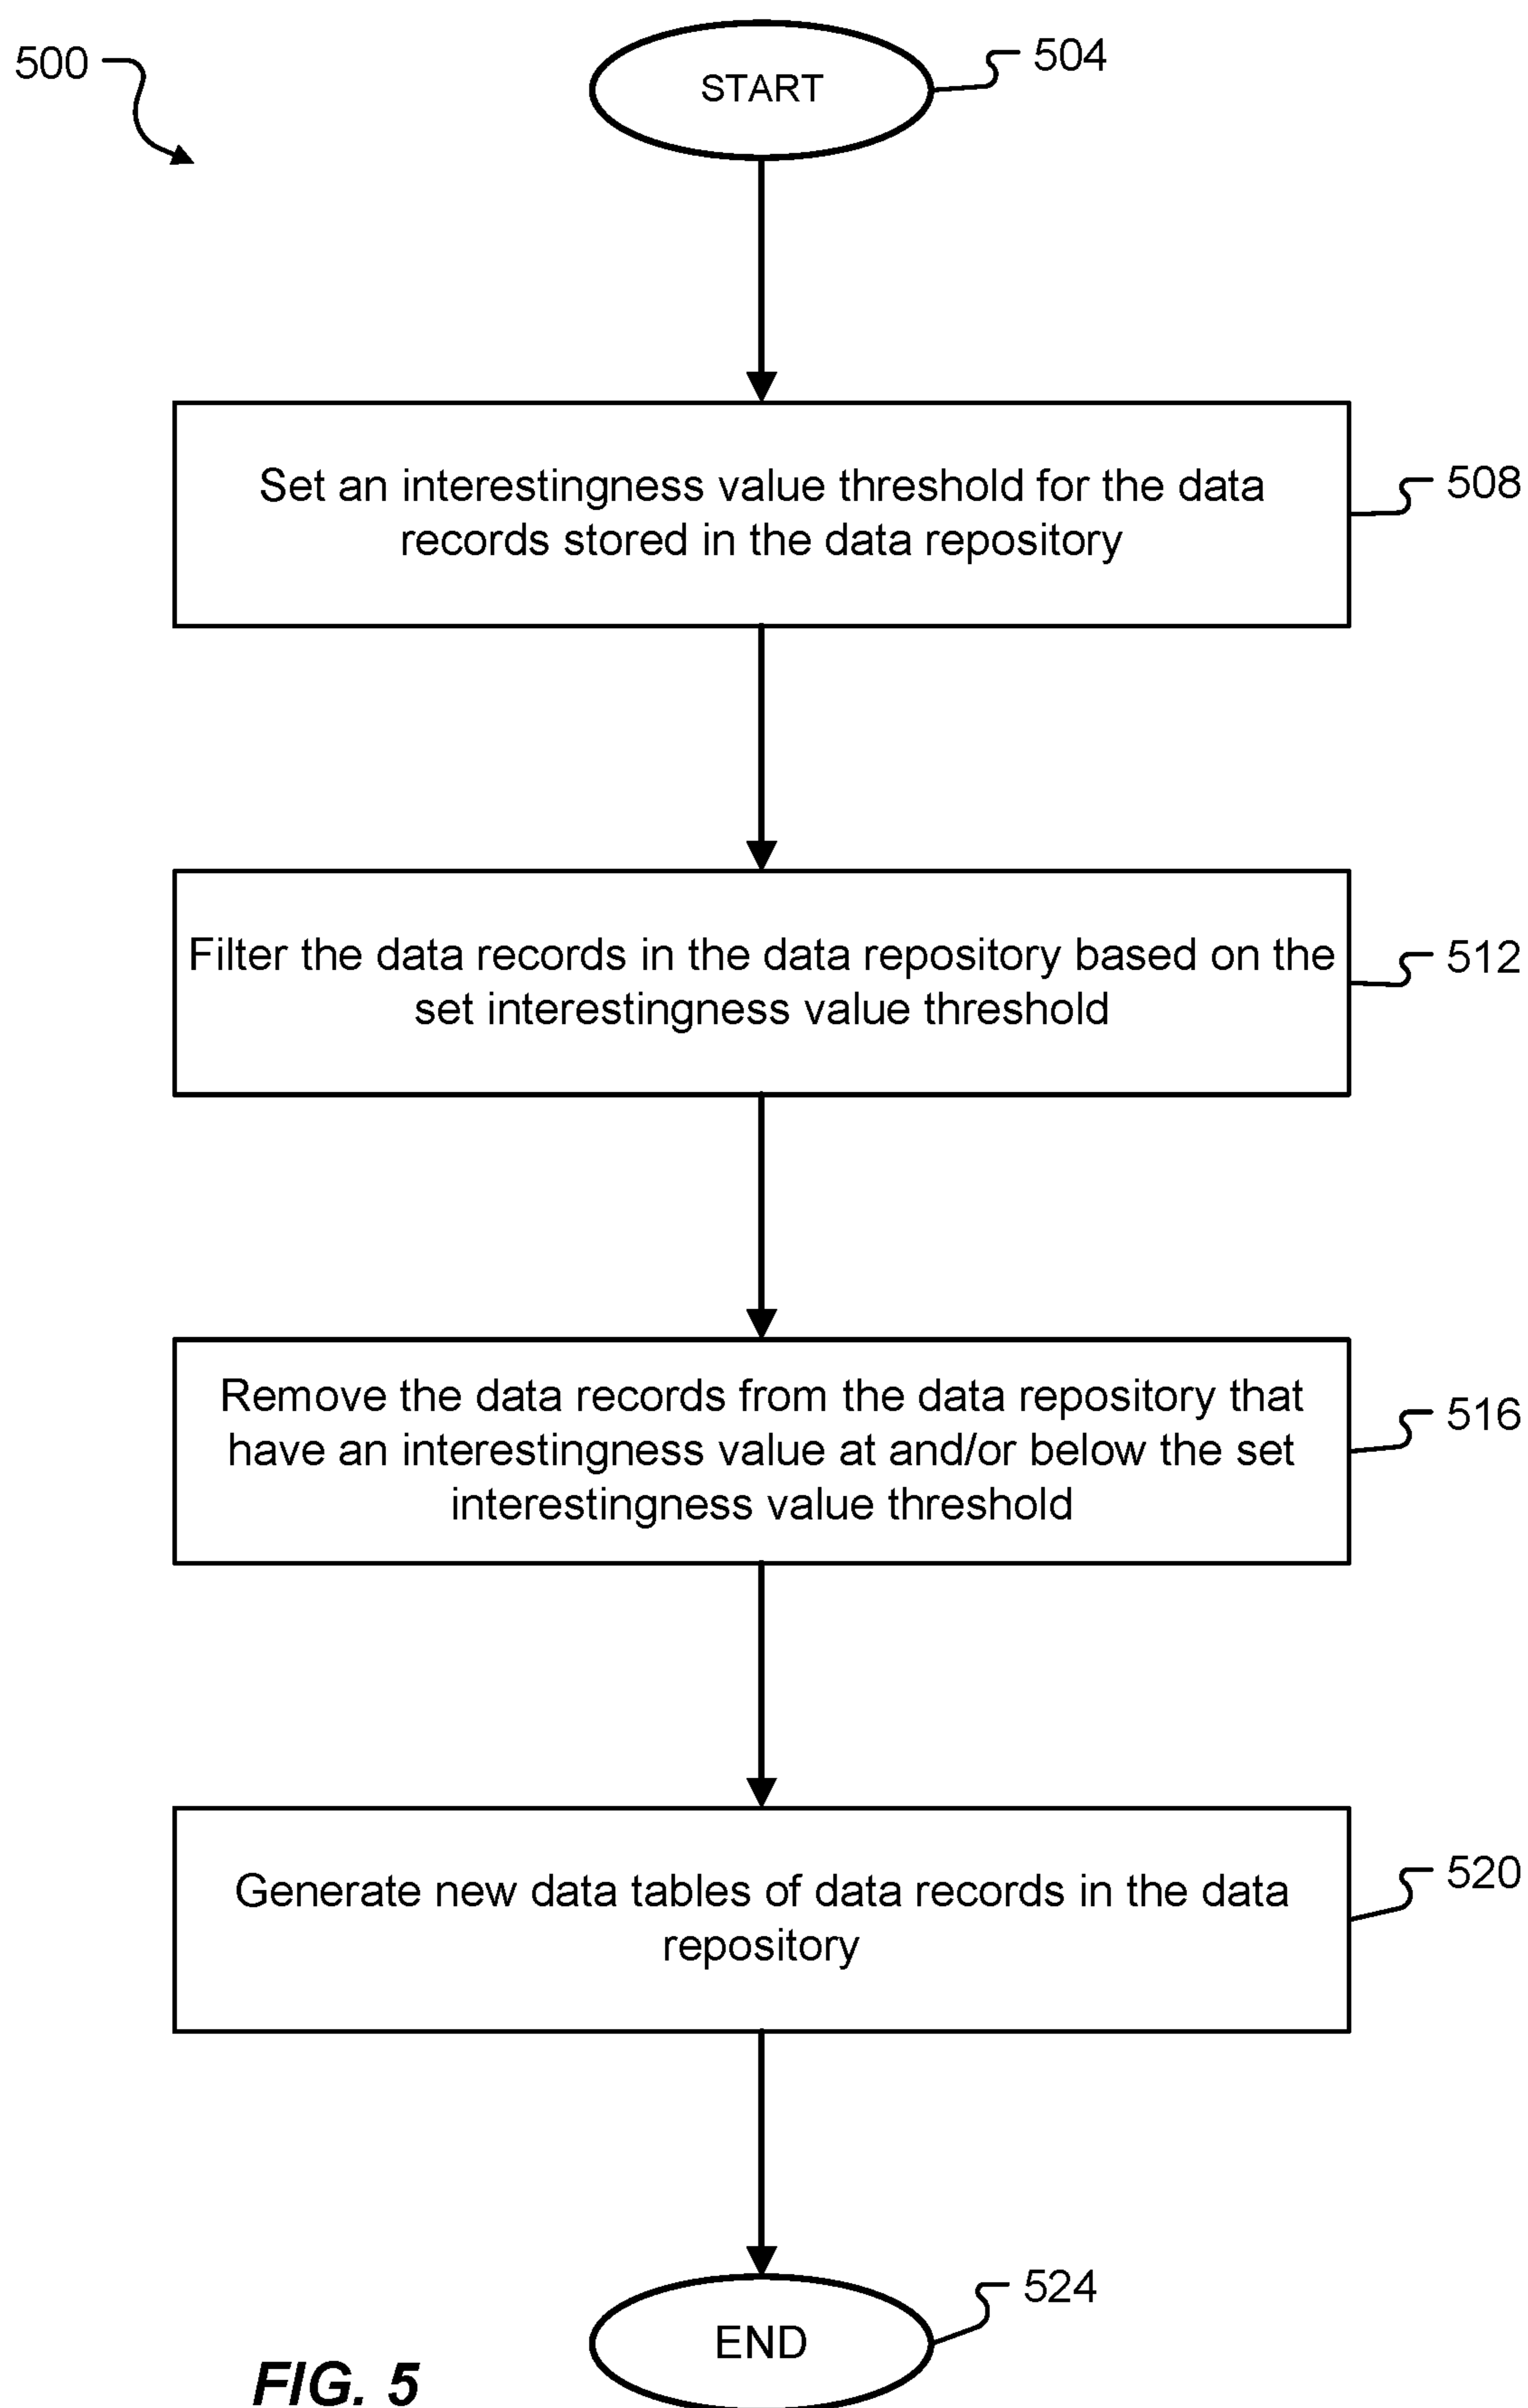 500
START
504
Set an interestingness value threshold for the data
records stored in the data repository
508
Filter the data records in the data repository based on the
set interestingness value threshold
512
Remove the data records from the data repository that
have an interestingness value at and/or below the set
interestingness value threshold
516
Generate new data tables of data records in the data
repository
520
END
524
FIG. 5